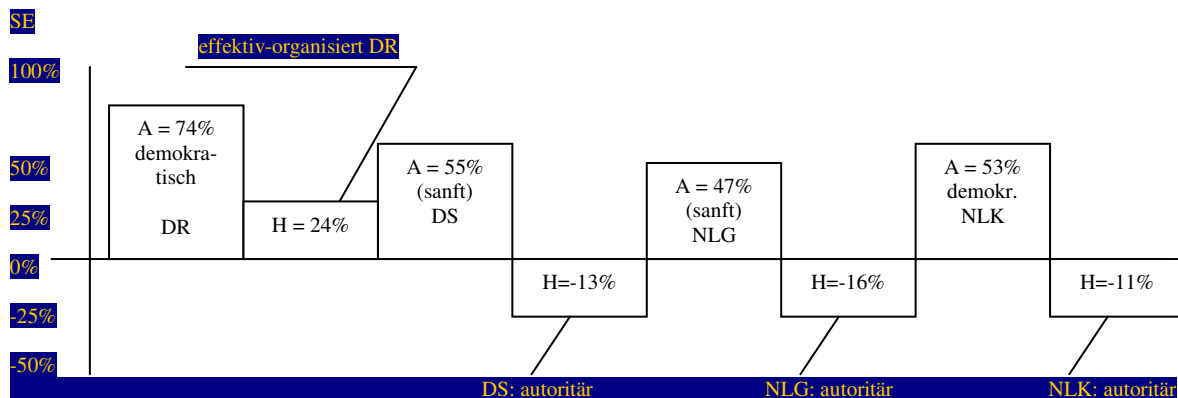 SE
effektiv-organisiert DR
100%
A = 74%
demokra-
tisch
DR
50%
25%
0%
-25%
-50%
H = 24%
A = 55%
(sanft)
DS
H=-13%
A = 47%
(sanft)
NLG
H=-16%
A = 53%
demokr.
NLK
H=-11%
DS: autoritär
NLG: autoritär
NLK: autoritär